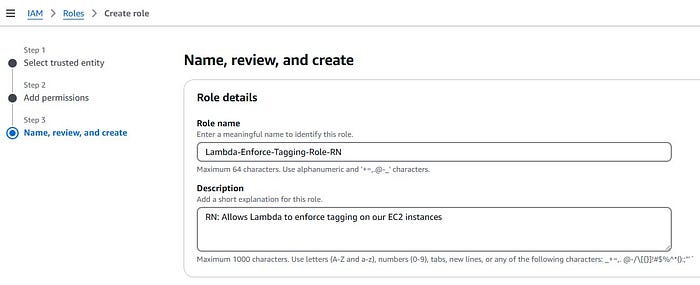 IAM > Roles > Create role
Step 1
Select trusted entity
Step 2
Add permissions
Step 3
Name, review, and create
Name, review, and create
Role details
Role name
Enter a meaningful name to identify this role.
Lambda-Enforce-Tagging-Role-RN
Maximum 64 characters. Use alphanumeric and '+=,.@-_' characters.
Description
Add a short explanation for this role.
RN: Allows Lambda to enforce tagging on our EC2 instances
Maximum 1000 characters. Use letters (A-Z and a-z), numbers (0-9), tabs, new lines, or any of the following characters: _+=,. @-/\[{}]!#$%^*();:"'`